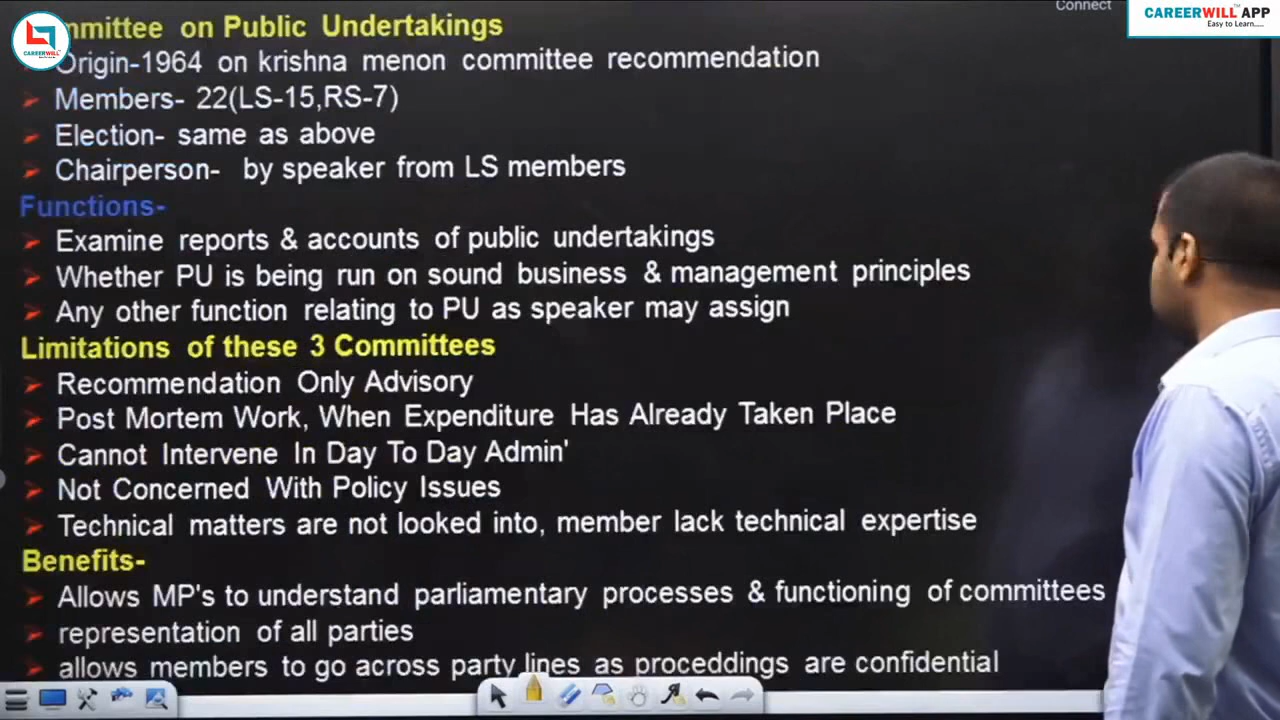 Connect
CAREERWILL APP
Easy to Learn.....
CAREERWILL
mmittee on Public Undertakings
Origin-1964 on krishna menon committee recommendation
Members- 22(LS-15,RS-7)
Election- same as above
Chairperson- by speaker from LS members
Functions-
Examine reports & accounts of public undertakings
Whether PU is being run on sound business & management principles
Any other function relating to PU as speaker may assign
Limitations of these 3 Committees
Recommendation Only Advisory
Post Mortem Work, When Expenditure Has Already Taken Place
Cannot Intervene In Day To Day Admin'
Not Concerned With Policy Issues
Technical matters are not looked into, member lack technical expertise
Benefits-
Allows MP's to understand parliamentary processes & functioning of committees
representation of all parties
allows members to go across party lines as proceddings are confidential